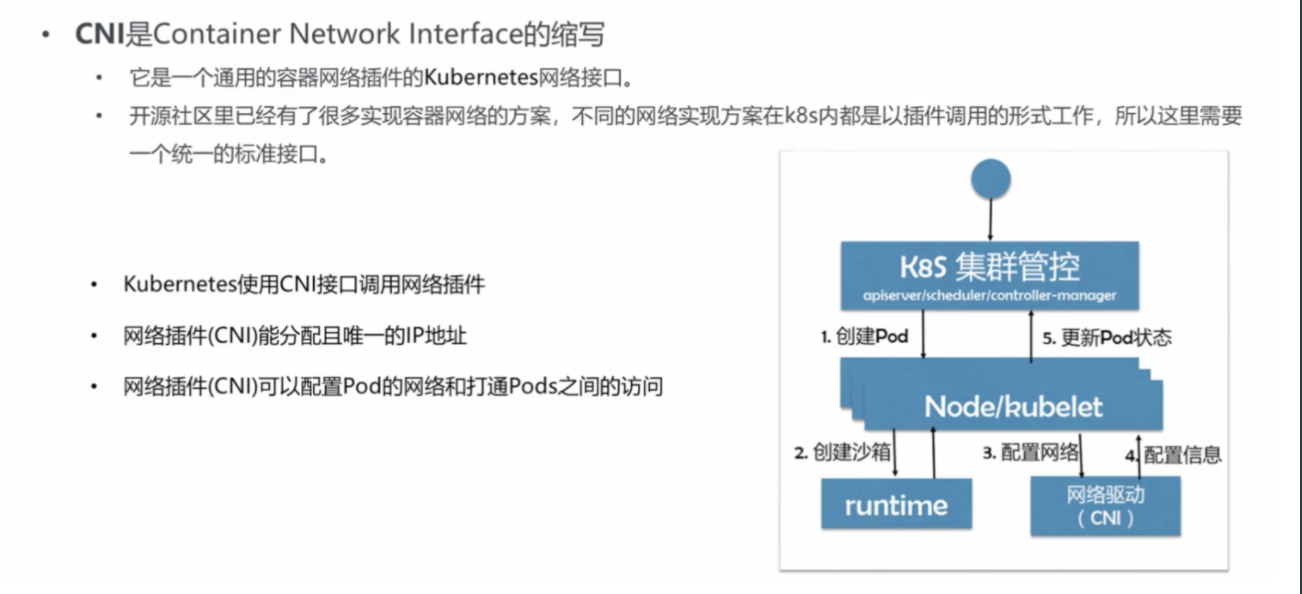 • CNI是Container Network Interface的缩写
• 它是一个通用的容器网络插件的Kubernetes网络接口。
• 开源社区里已经有了很多实现容器网络的方案，不同的网络实现方案在k8s内都是以插件调用的形式工作，所以这里需要
一个统一的标准接口。
• Kubernetes使用CNI接口调用网络插件
• 网络插件(CNI)能分配且唯一的IP地址
• 网络插件(CNI)可以配置Pod的网络和打通Pods之间的访问
K8S 集群管控
apiserver/scheduler/controller-manager
1. 创建Pod
5. 更新Pod状态
Node/kubelet
2. 创建沙箱
3. 配置网络
4. 配置信息
runtime
网络驱动
（CNI）